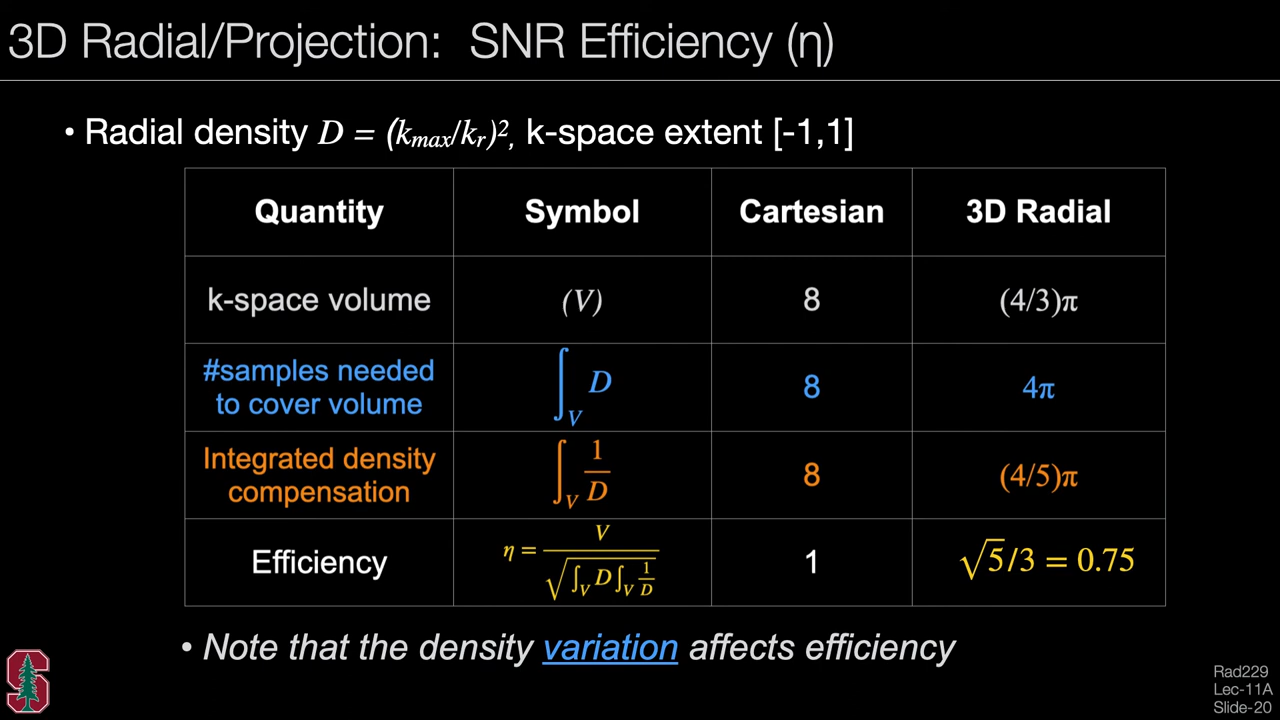 3D Radial/Projection: SNR Efficiency (η)
• Radial density D = (kmax/kr)², k-space extent [-1,1]
Quantity Symbol Cartesian 3D Radial
k-space volume (V) 8 (4/3)π
#samples needed
to cover volume ∫V D 8 4π
Integrated density
compensation ∫V 1/D 8 (4/5)π
Efficiency η = V / √(∫V D ∫V 1/D) 1 √5/3 = 0.75
• Note that the density variation affects efficiency
S
Rad229
Lec-11A
Slide-20